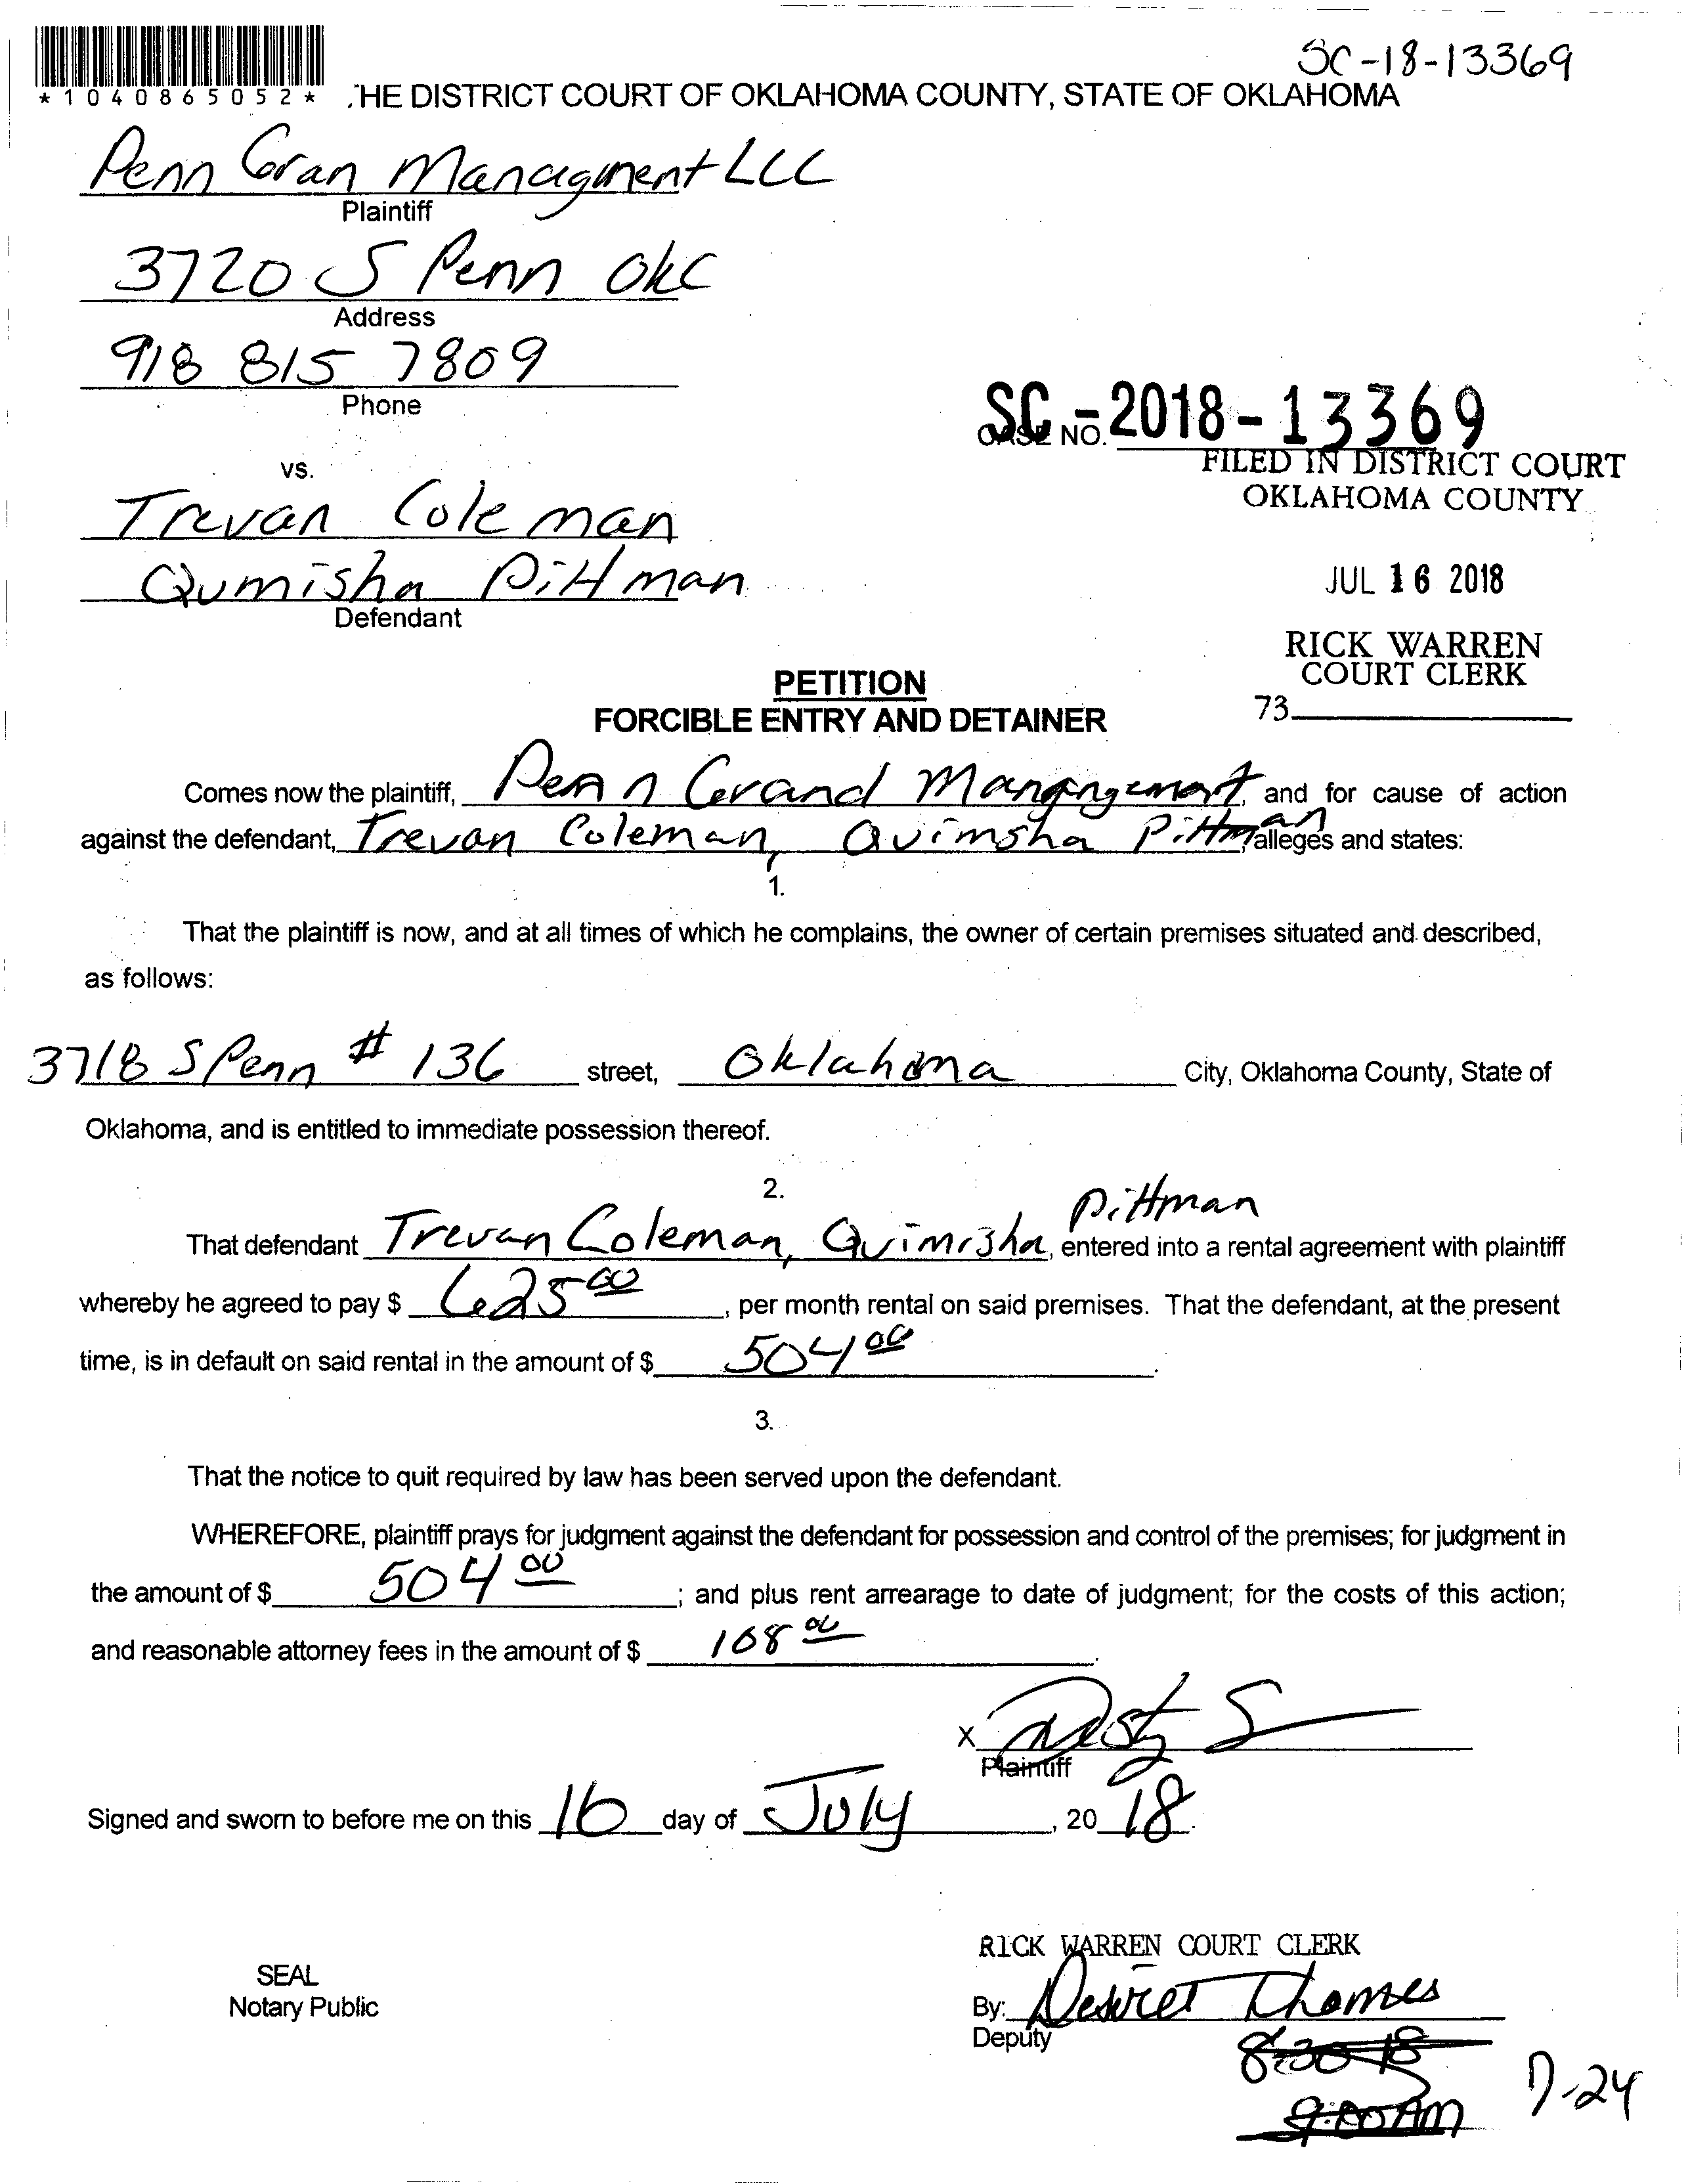 SC-18-13369
*1040865052* THE DISTRICT COURT OF OKLAHOMA COUNTY, STATE OF OKLAHOMA
Penn Gran Managment LLC
Plaintiff
3720 S Penn OKC
Address
918 815 7809
Phone
SC-2018-13369
CASE NO.
FILED IN DISTRICT COURT
OKLAHOMA COUNTY
vs.
Trevan Coleman
Qumisha Pittman
Defendant
JUL 16 2018
RICK WARREN
COURT CLERK
73
PETITION
FORCIBLE ENTRY AND DETAINER
Comes now the plaintiff, Penn Grand Manangement, and for cause of action
against the defendant, Trevan Coleman, Quimsha Pittman, alleges and states:
1.
That the plaintiff is now, and at all times of which he complains, the owner of certain premises situated and described,
as follows:
3718 S Penn # 136 street, Oklahoma City, Oklahoma County, State of
Oklahoma, and is entitled to immediate possession thereof.
2.
Pittman
That defendant Trevan Coleman, Quimisha, entered into a rental agreement with plaintiff
whereby he agreed to pay $ 625 00, per month rental on said premises. That the defendant, at the present
time, is in default on said rental in the amount of $ 504 00.
3.
That the notice to quit required by law has been served upon the defendant.
WHEREFORE, plaintiff prays for judgment against the defendant for possession and control of the premises; for judgment in
the amount of $ 504 00; and plus rent arrearage to date of judgment; for the costs of this action;
and reasonable attorney fees in the amount of $ 168 00.
X
Plaintiff
Signed and sworn to before me on this 16 day of July, 2018.
RICK WARREN COURT CLERK
SEAL
Notary Public
By: Thomas
Deputy
8-30-18
9:00 AM
7-24